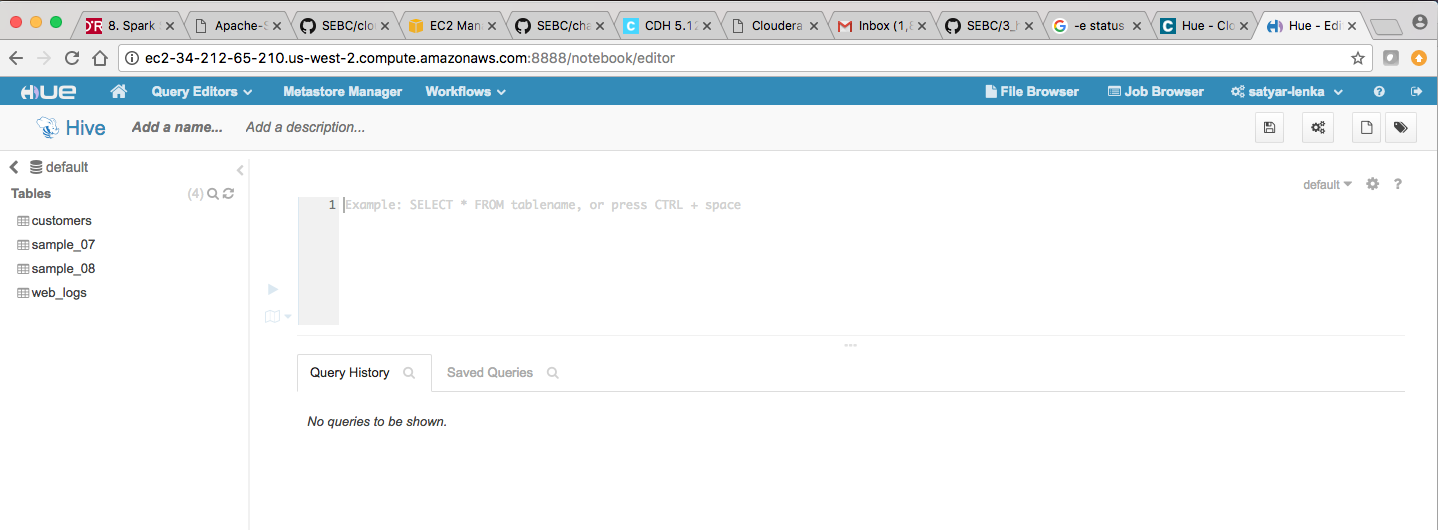 8. Spark Apache-S SEBC/clo EC2 Man SEBC/cha CDH 5.12 Cloudera Inbox (1, SEBC/3_ -e status Hue - Clo Hue - Edi
ec2-34-212-65-210.us-west-2.compute.amazonaws.com:8888/notebook/editor
HUE Query Editors Metastore Manager Workflows File Browser Job Browser satyar-lenka ?
Hive Add a name... Add a description...
default
default ?
Tables (4)
1 Example: SELECT * FROM tablename, or press CTRL + space
customers
sample_07
sample_08
web_logs
Query History Saved Queries
No queries to be shown.